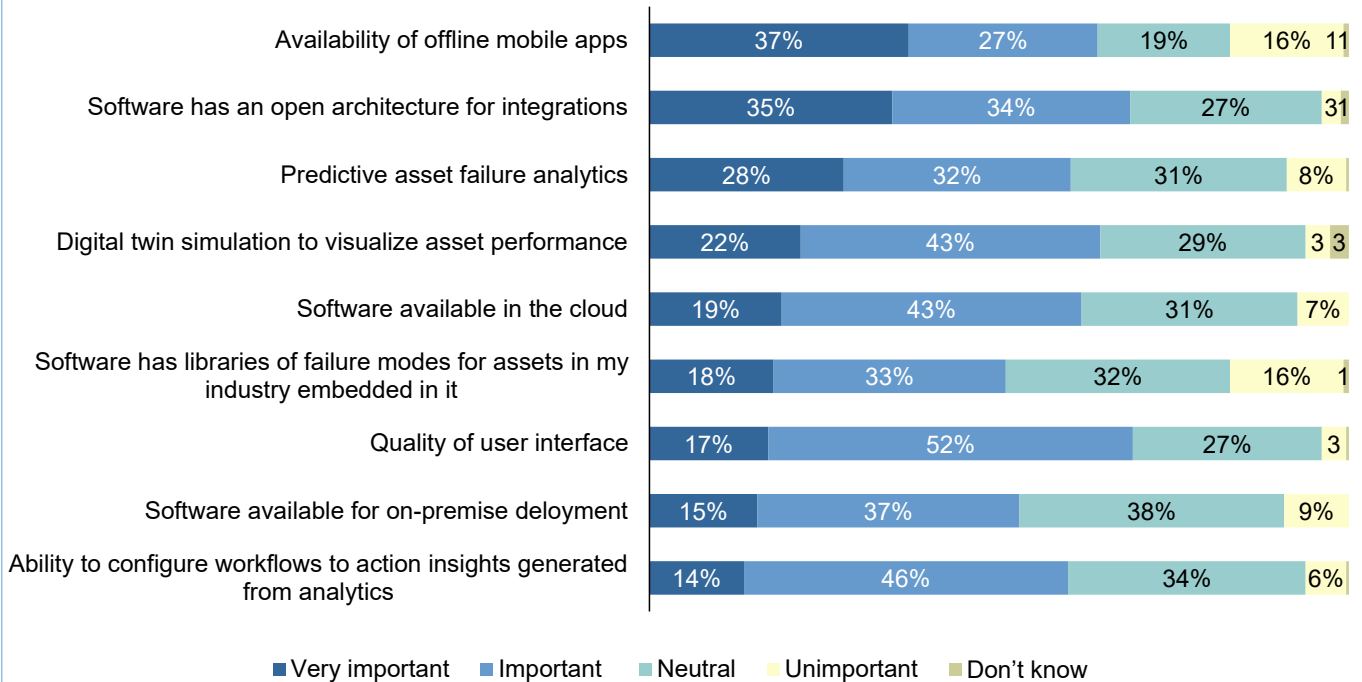 Availability of offline mobile apps
37% 27% 19% 16% 11
Software has an open architecture for integrations
35% 34% 27% 31
Predictive asset failure analytics
28% 32% 31% 8%
Digital twin simulation to visualize asset performance
22% 43% 29% 3 3
Software available in the cloud
19% 43% 31% 7%
Software has libraries of failure modes for assets in my
industry embedded in it
18% 33% 32% 16% 1
Quality of user interface
17% 52% 27% 3
Software available for on-premise deloyment
15% 37% 38% 9%
Ability to configure workflows to action insights generated
from analytics
14% 46% 34% 6%
Very important Important Neutral Unimportant Don’t know